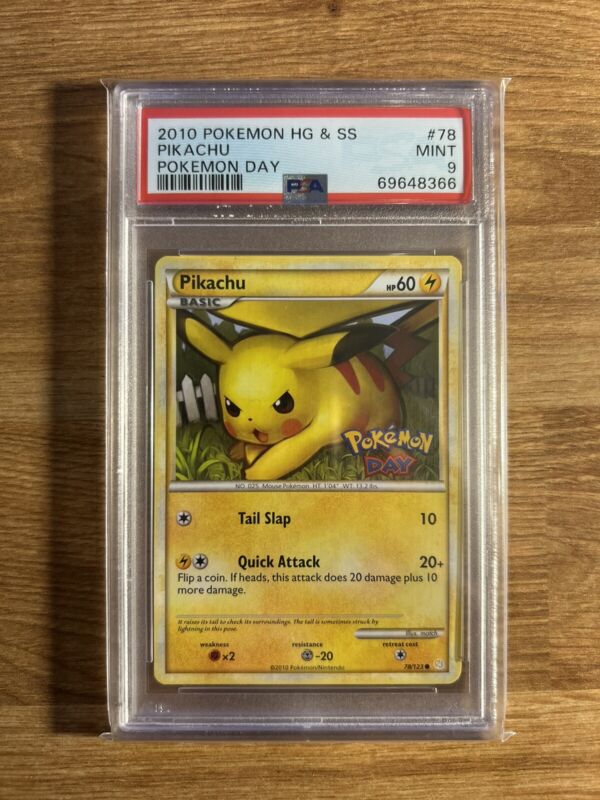 2010 POKEMON HG & SS #78
PIKACHU MINT
POKEMON DAY 9
PSA 69648366
Pikachu HP60
BASIC
POKéMON
DAY
NO. 025 Mouse Pokémon HT: 1'04" WT: 13.2 lbs.
Tail Slap 10
Quick Attack 20+
Flip a coin. If heads, this attack does 20 damage plus 10
more damage.
It raises its tail to check its surroundings. The tail is sometimes struck by
lightning in this pose.
Illus. match
weakness resistance retreat cost
x2 -20
©2010 Pokémon/Nintendo 78/123